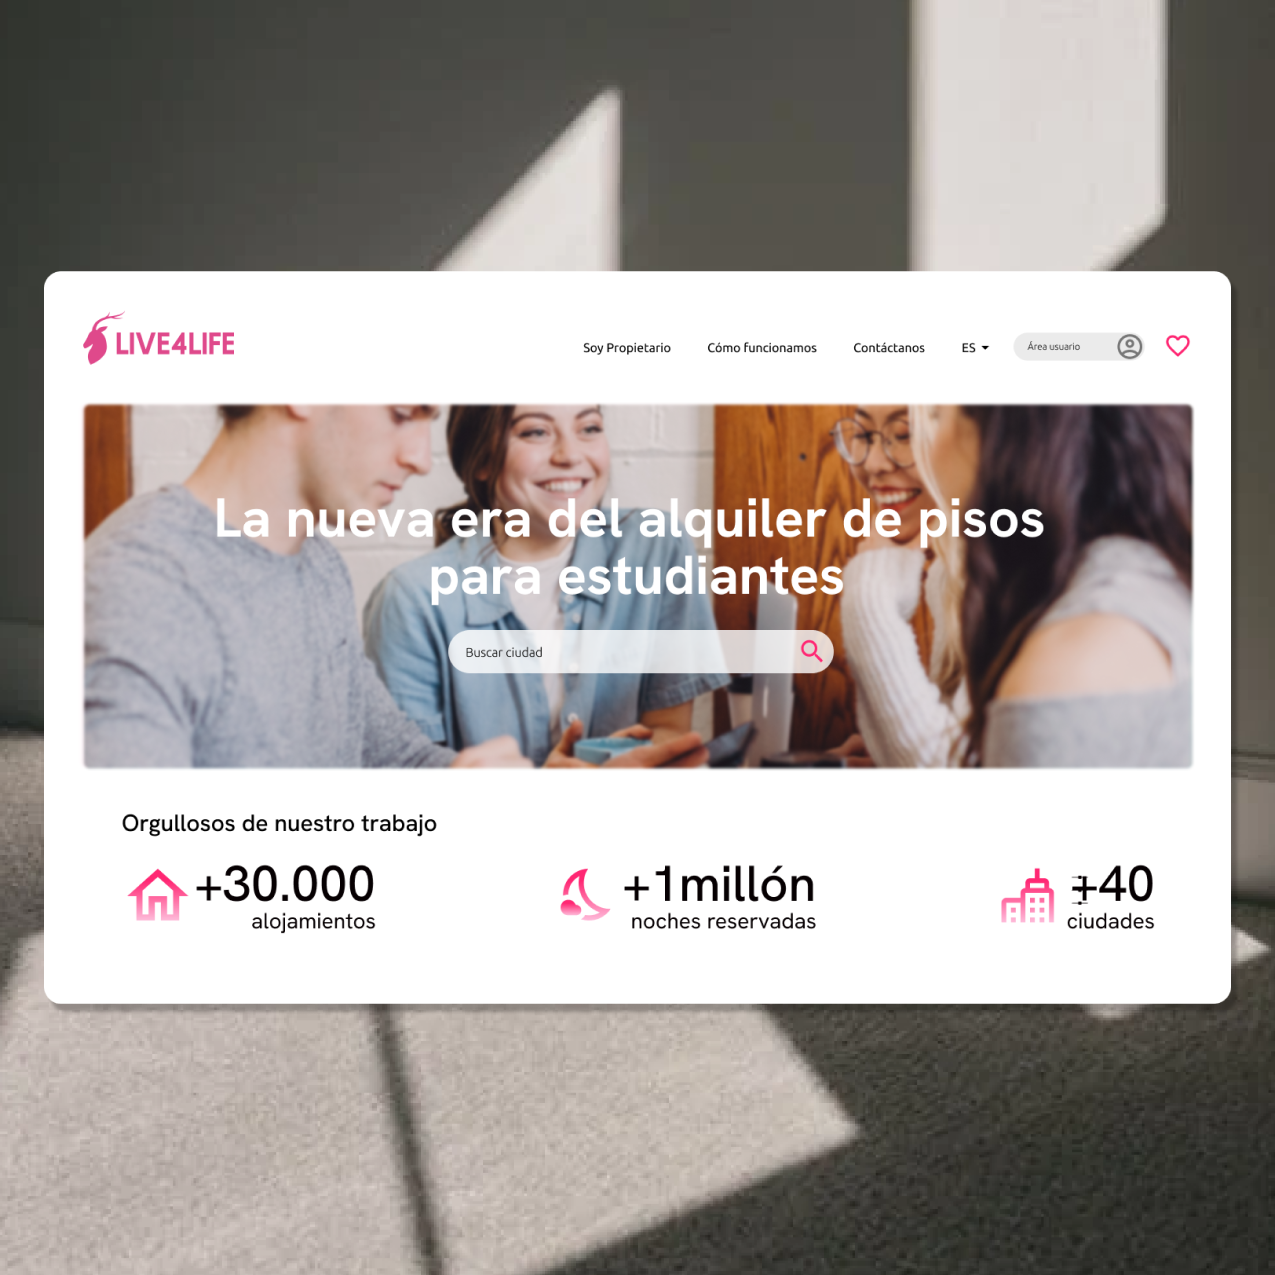 LIVE4LIFE
Soy Propietario
Cómo funcionamos
Contáctanos
ES
Área usuario
La nueva era del alquiler de pisos
para estudiantes
Buscar ciudad
Orgullosos de nuestro trabajo
+30.000
alojamientos
+1millón
noches reservadas
+40
ciudades